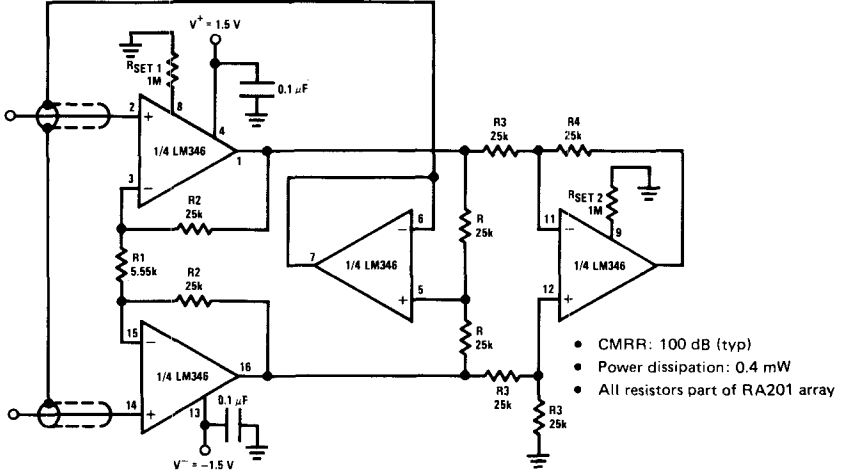 V+ = 1.5 V
RSET 1
1M
0.1 μF
2
+
8
4
1/4 LM346
1
3
−
R2
25k
R1
5.55k
R2
25k
15
−
1/4 LM346
16
14
+
13
0.1 μF
V− = −1.5 V
R3
25k
R4
25k
RSET 2
1M
R
25k
6
−
7
1/4 LM346
5
+
R
25k
11
−
9
1/4 LM346
12
+
R3
25k
R3
25k
• CMRR: 100 dB (typ)
• Power dissipation: 0.4 mW
• All resistors part of RA201 array